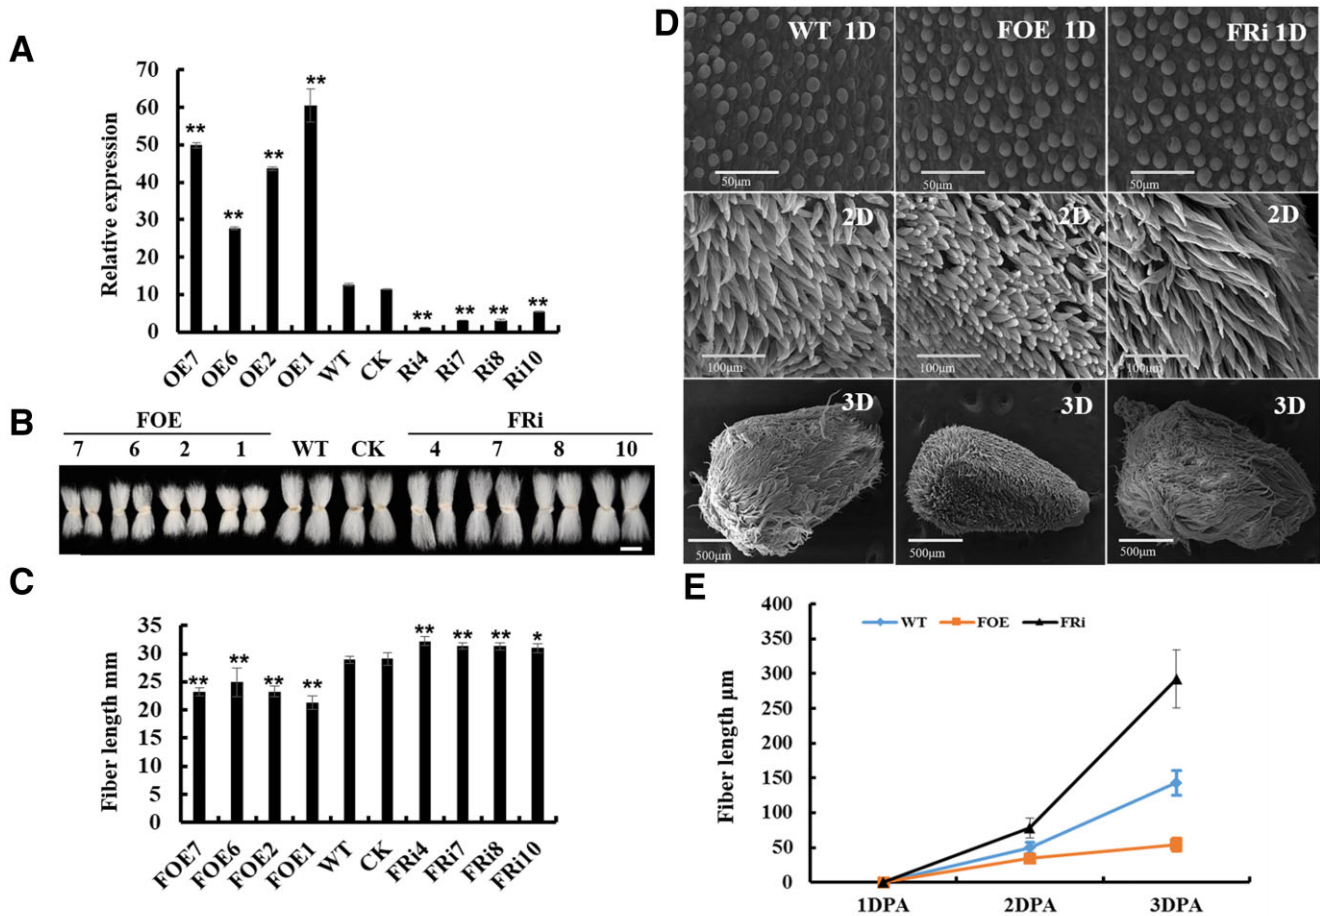 A
70
60
50
40
30
20
10
0
Relative expression
**
**
**
**
**
**
**
**
OE7 OE6 OE2 OE1 WT CK Ri4 Ri7 Ri8 Ri10
B
FOE FRi
7 6 2 1 WT CK 4 7 8 10
C
35
30
25
20
15
10
5
0
Fiber length mm
**
**
**
**
**
**
**
*
FOE7 FOE6 FOE2 FOE1 WT CK FRi4 FRi7 FRi8 FRi10
D
WT 1D FOE 1D FRi 1D
50μm 50μm 50μm
2D 2D 2D
100μm 100μm 100μm
3D 3D 3D
500μm 500μm 500μm
E
400
350
300
250
200
150
100
50
0
Fiber length μm
WT FOE FRi
1DPA 2DPA 3DPA